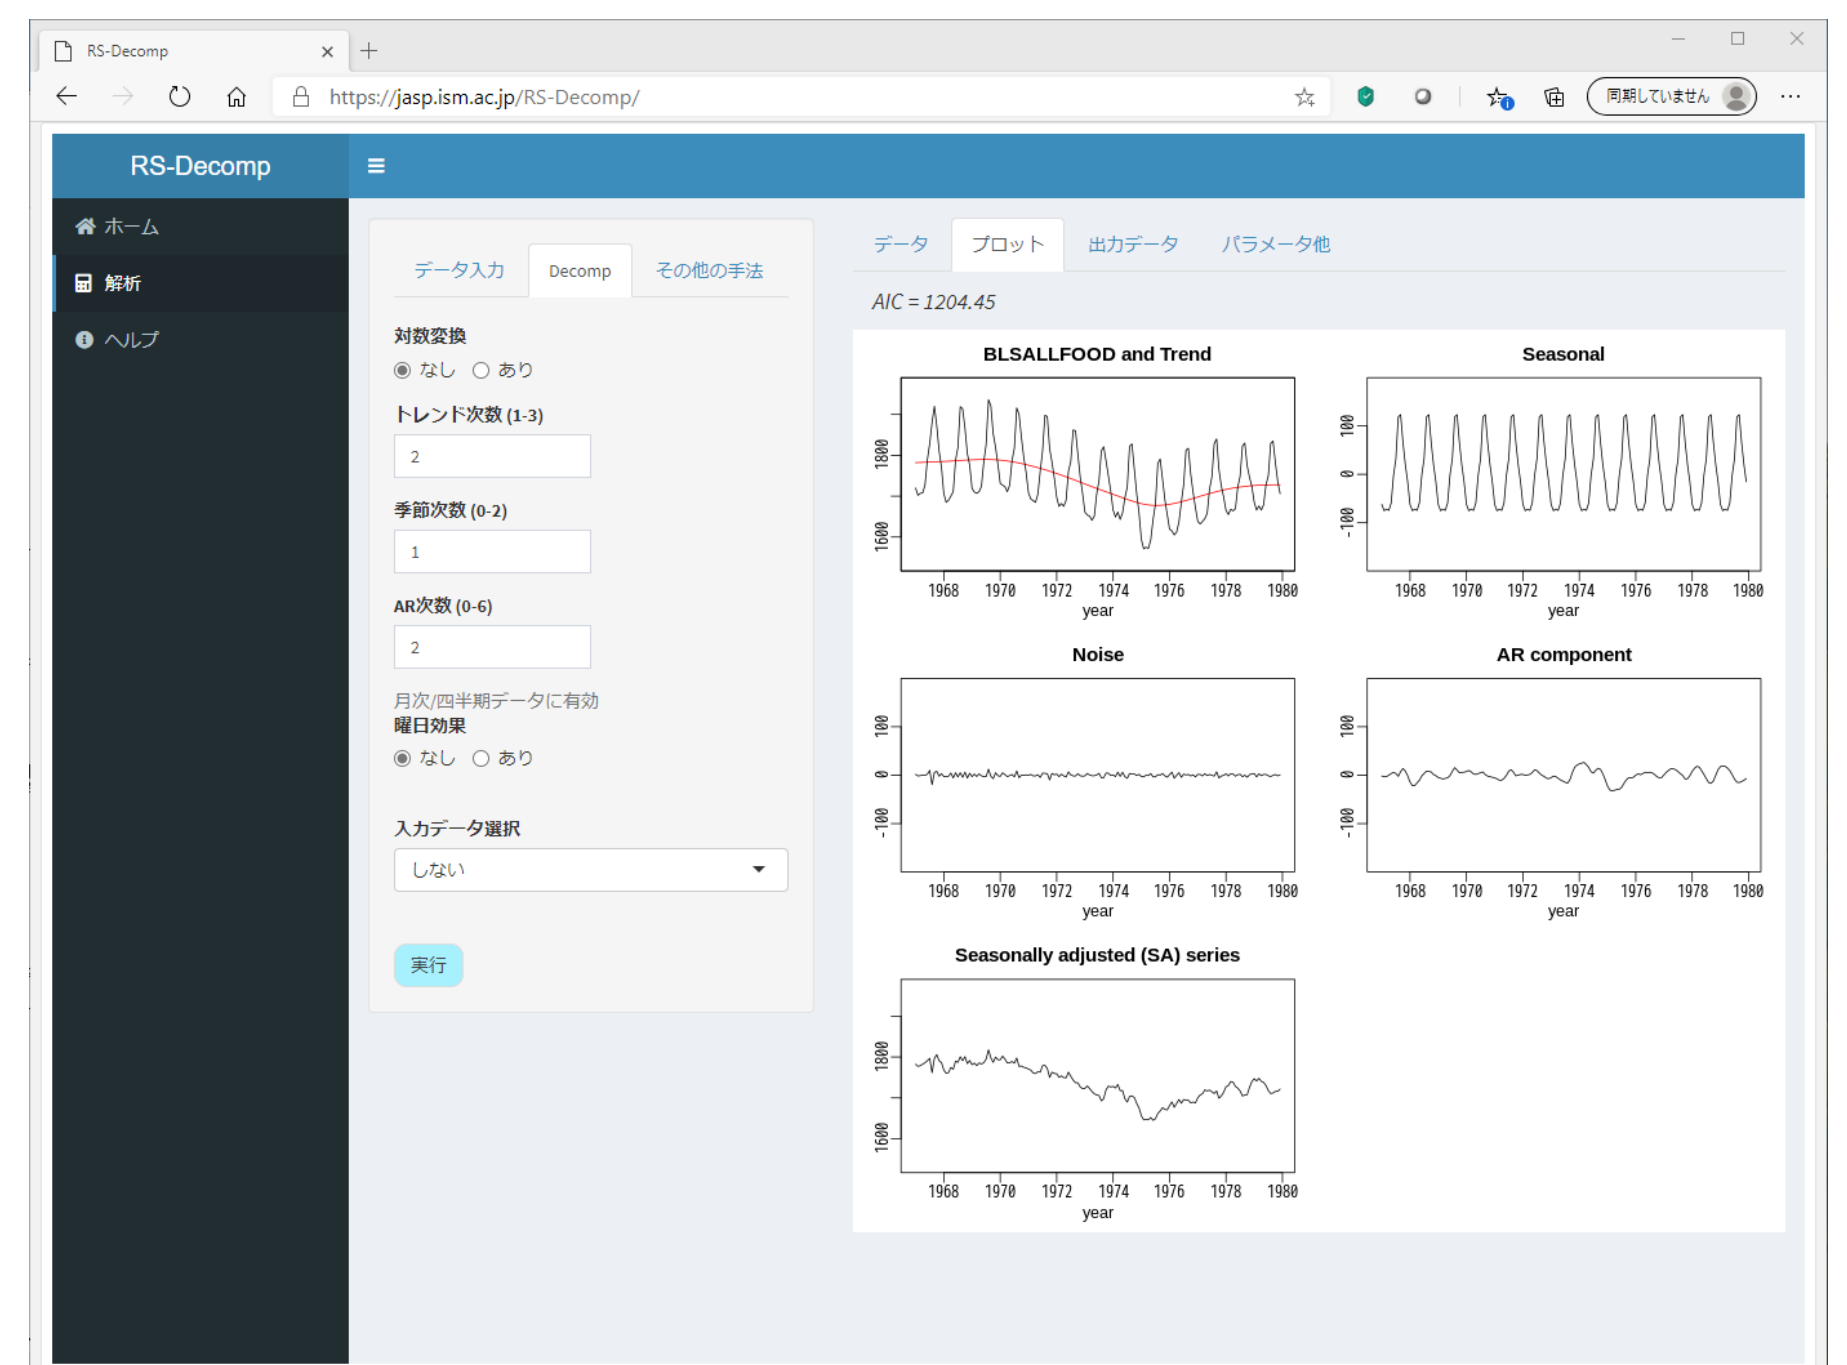 RS-Decomp
https://jasp.ism.ac.jp/RS-Decomp/
同期していません
RS-Decomp
ホーム
解析
ヘルプ
データ入力 Decomp その他の手法
対数変換
なし あり
トレンド次数 (1-3)
2
季節次数 (0-2)
1
AR次数 (0-6)
2
月次/四半期データに有効
曜日効果
なし あり
入力データ選択
しない
実行
データ プロット 出力データ パラメータ他
AIC = 1204.45
BLSALLFOOD and Trend
1800
1600
1968 1970 1972 1974 1976 1978 1980
year
Seasonal
100
0
-100
1968 1970 1972 1974 1976 1978 1980
year
Noise
100
0
-100
1968 1970 1972 1974 1976 1978 1980
year
AR component
100
0
-100
1968 1970 1972 1974 1976 1978 1980
year
Seasonally adjusted (SA) series
1800
1600
1968 1970 1972 1974 1976 1978 1980
year